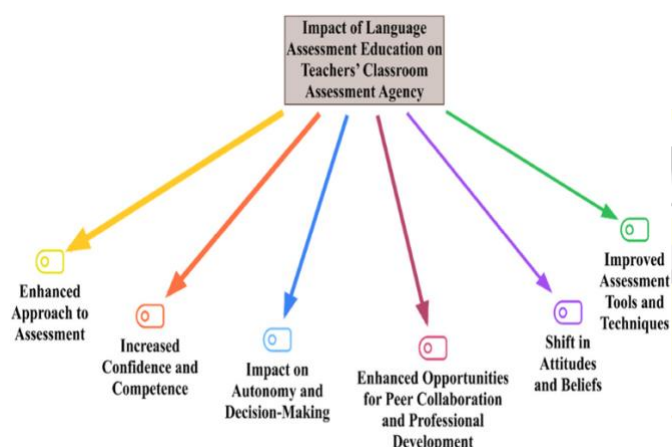 Impact of Language
Assessment Education on
Teachers' Classroom
Assessment Agency
Enhanced
Approach to
Assessment
Increased
Confidence and
Competence
Impact on
Autonomy and
Decision-Making
Enhanced Opportunities
for Peer Collaboration
and Professional
Development
Shift in
Attitudes
and Beliefs
Improved
Assessment
Tools and
Techniques